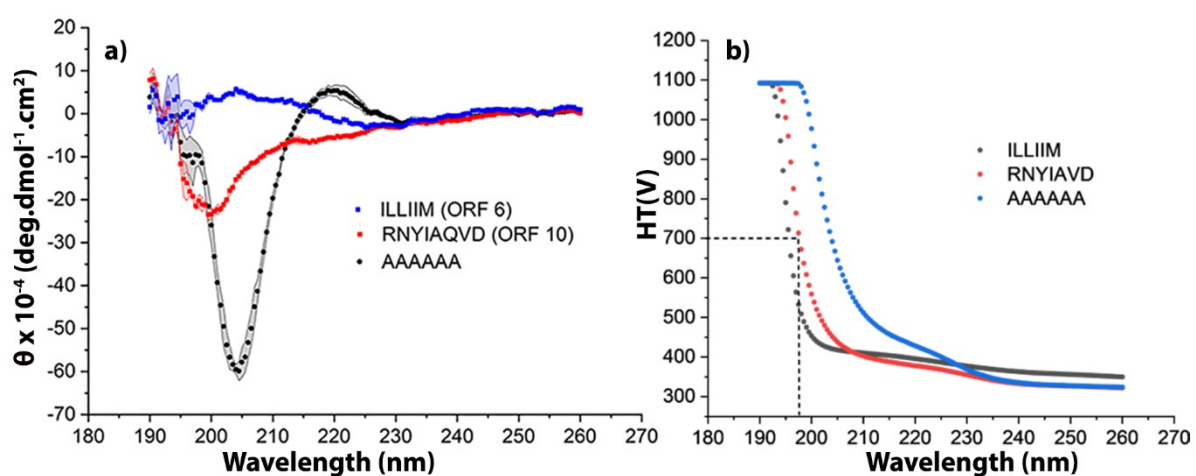 a)
θ x 10⁻⁴ (deg.dmol⁻¹.cm²)
20
10
0
-10
-20
-30
-40
-50
-60
-70
ILLIIM (ORF 6)
RNYIAQVD (ORF 10)
AAAAAA
180 190 200 210 220 230 240 250 260 270
Wavelength (nm)
b)
HT(V)
1200
1100
1000
900
800
700
600
500
400
300
ILLIIM
RNYIAVD
AAAAAA
180 190 200 210 220 230 240 250 260 270
Wavelength (nm)